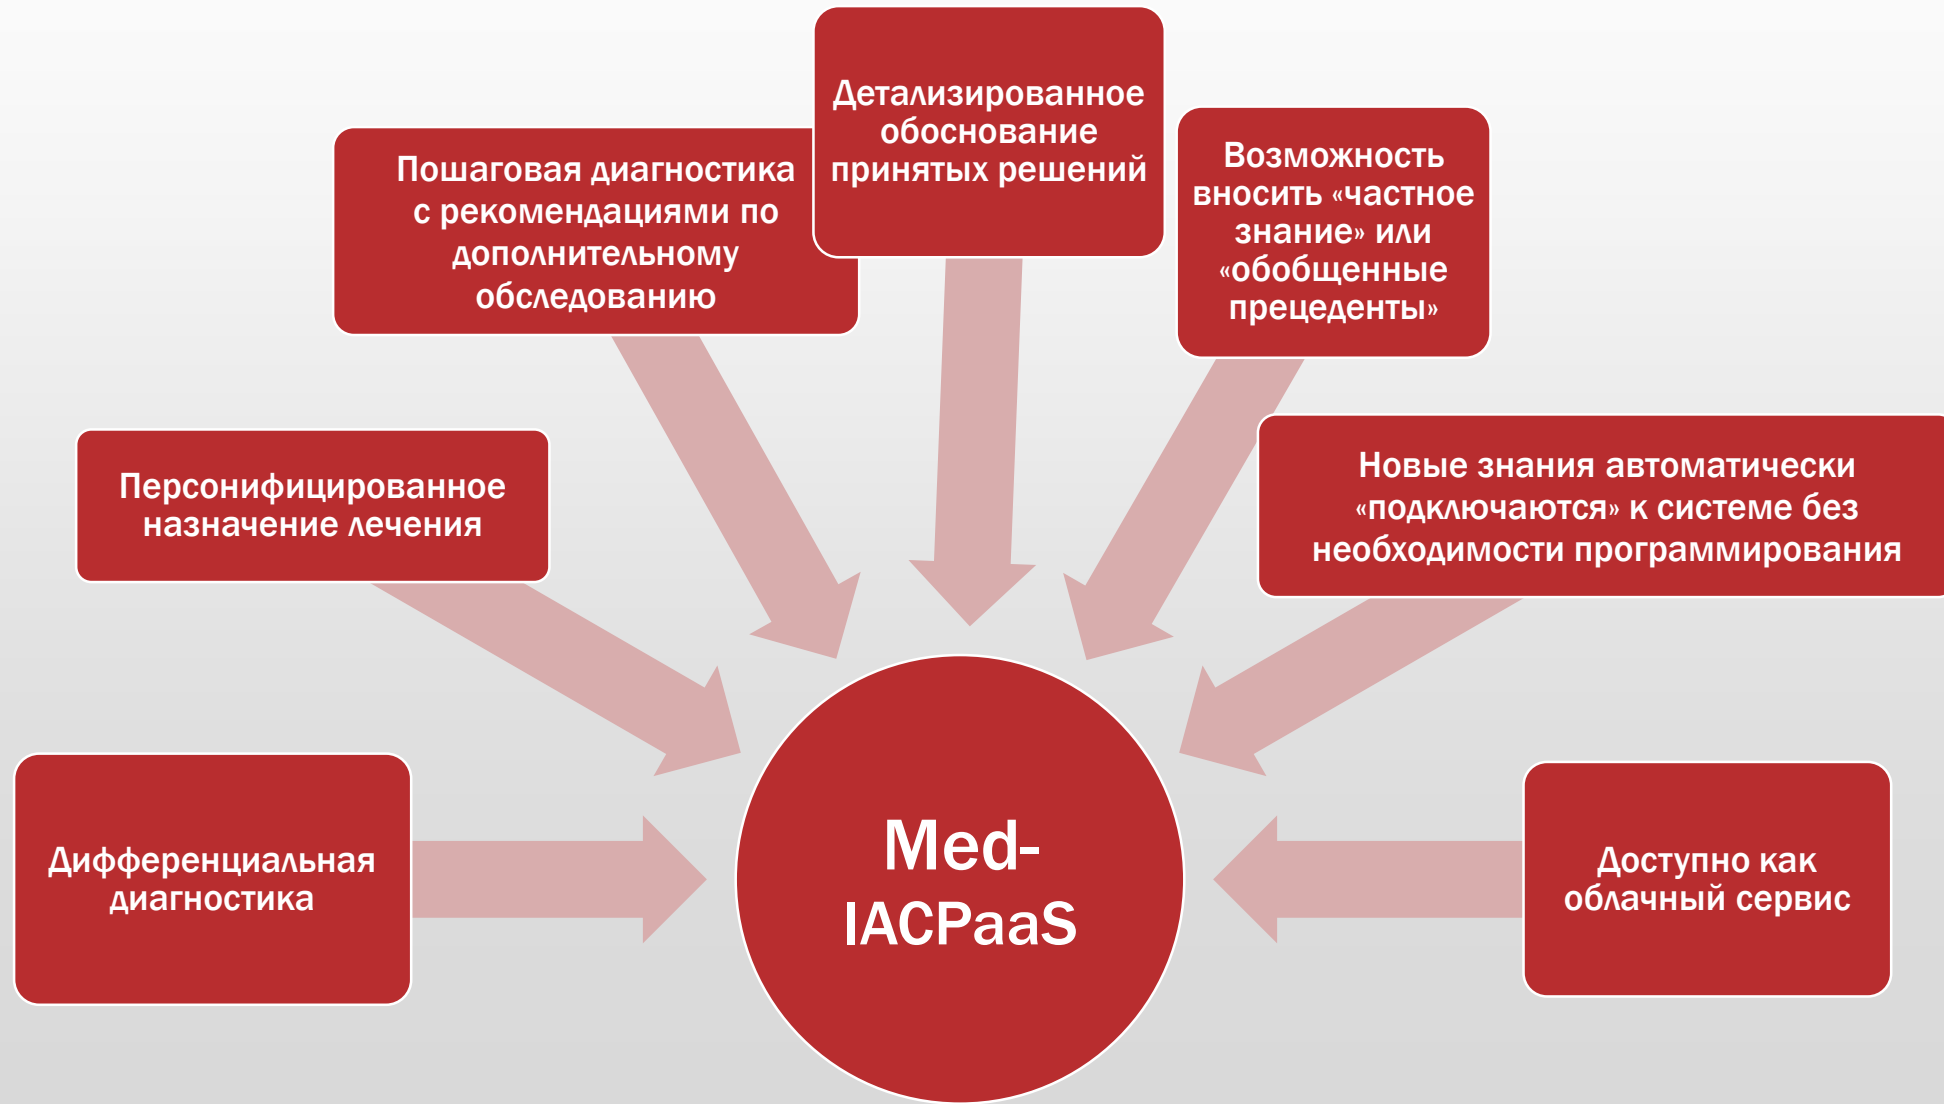 Детализированное
обоснование
принятых решений
Пошаговая диагностика
с рекомендациями по
дополнительному
обследованию
Возможность
вносить «частное
знание» или
«обобщенные
прецеденты»
Персонифицированное
назначение лечения
Новые знания автоматически
«подключаются» к системе без
необходимости программирования
Дифференциальная
диагностика
Med-
IACPaaS
Доступно как
облачный сервис